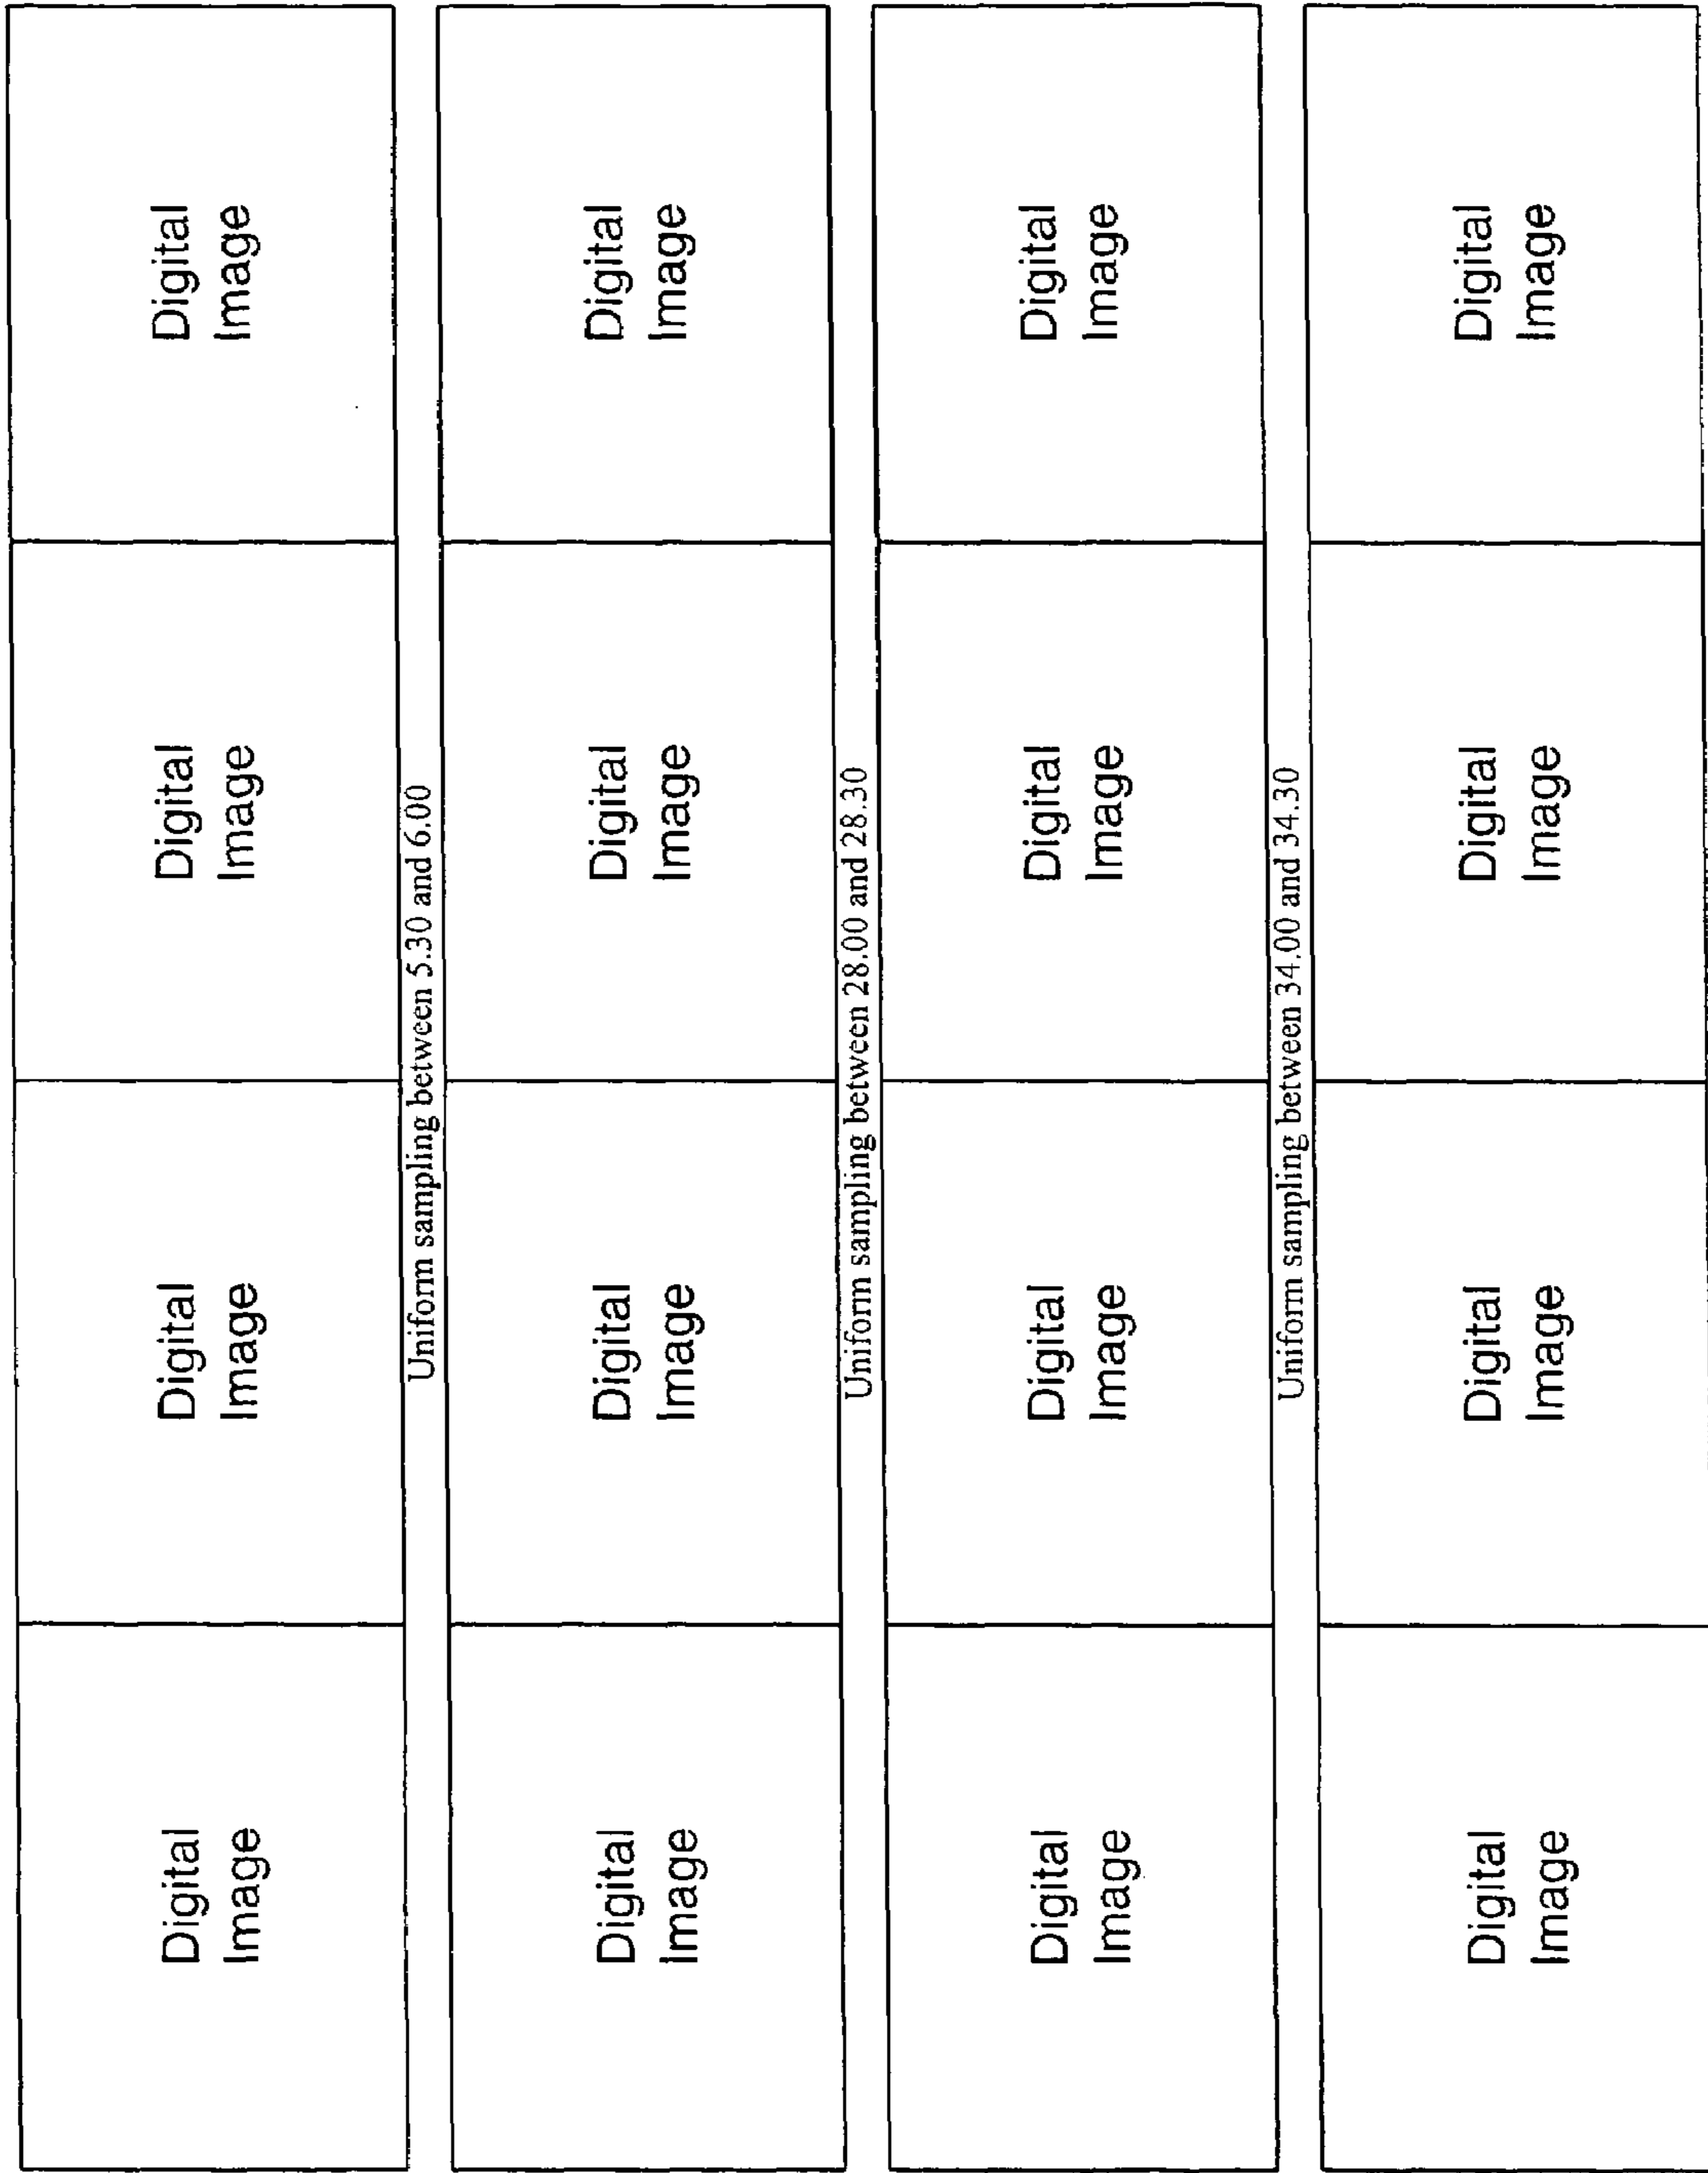 Digital
Image
Digital
Image
Digital
Image
Digital
Image
Uniform sampling between 5.30 and 6.00
Digital
Image
Digital
Image
Digital
Image
Digital
Image
Uniform sampling between 28.00 and 28.30
Digital
Image
Digital
Image
Digital
Image
Digital
Image
Uniform sampling between 34.00 and 34.30
Digital
Image
Digital
Image
Digital
Image
Digital
Image